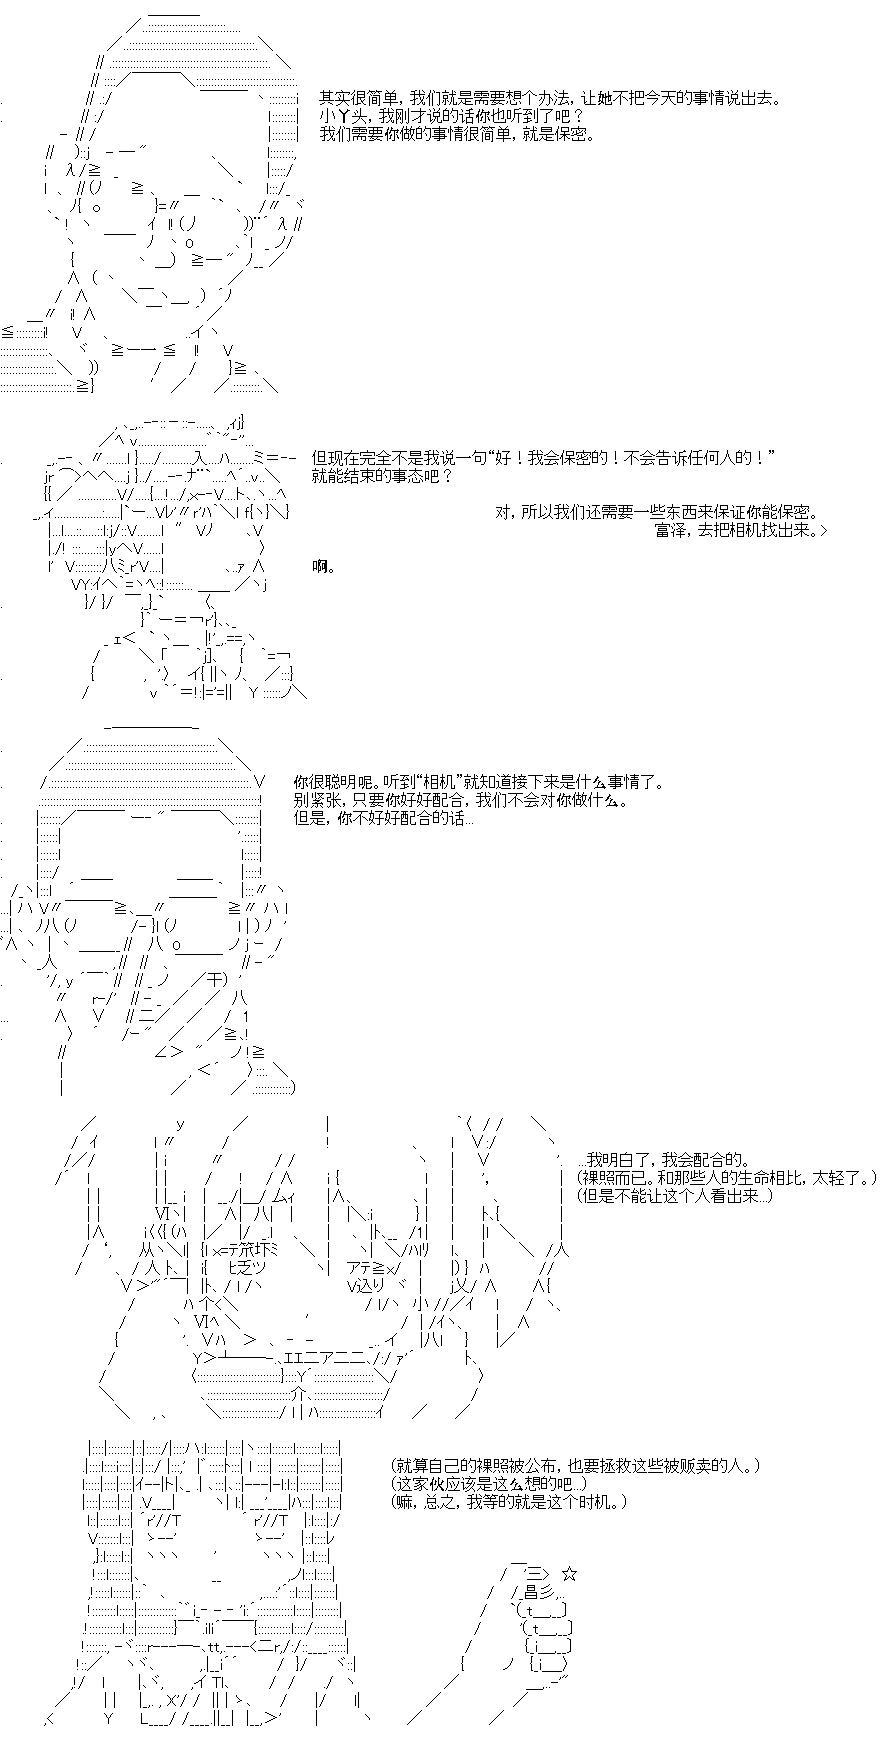 其实很简单，我们就是需要想个办法，让她不把今天的事情说出去。
小丫头，我刚才说的话你也听到了吧？
我们需要你做的事情很简单，就是保密。
但现在完全不是我说一句“好！我会保密的！不会告诉任何人的！”
就能结束的事态吧？
对，所以我们还需要一些东西来保证你能保密。
富泽，去把相机找出来。>
啊。
你很聪明呢。听到“相机”就知道接下来是什么事情了。
别紧张，只要你好好配合，我们不会对你做什么。
但是，你不好好配合的话…
…我明白了，我会配合的。
（裸照而已。和那些人的生命相比，太轻了。）
（但是不能让这个人看出来…）
（就算自己的裸照被公布，也要拯救这些被贩卖的人。）
（这家伙应该是这么想的吧…）
（嘛，总之，我等的就是这个时机。）